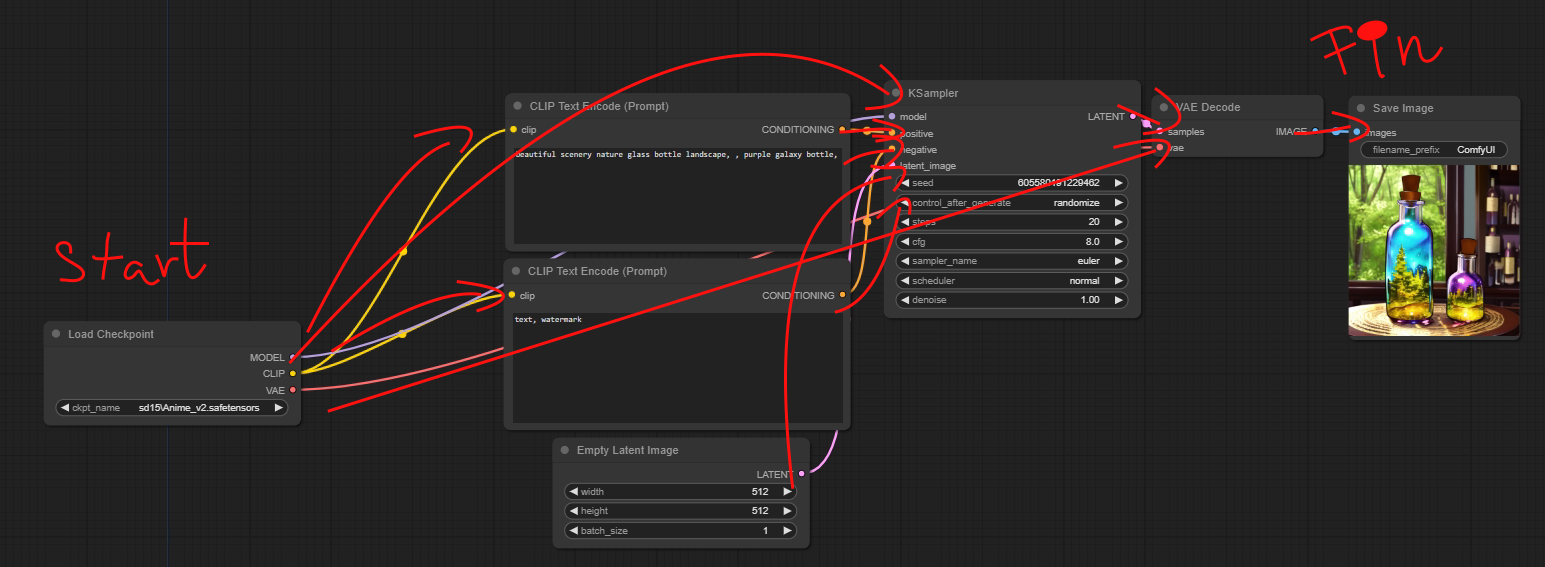 Fin
start
Load Checkpoint
MODEL
CLIP
VAE
ckpt_name sd15\Anime_v2.safetensors
CLIP Text Encode (Prompt)
clip CONDITIONING
beautiful scenery nature glass bottle landscape, , purple galaxy bottle,
CLIP Text Encode (Prompt)
clip CONDITIONING
text, watermark
Empty Latent Image
LATENT
width 512
height 512
batch_size 1
KSampler
model LATENT
positive
negative
latent_image
seed 605580191229462
control_after_generate randomize
steps 20
cfg 8.0
sampler_name euler
scheduler normal
denoise 1.00
VAE Decode
samples IMAGE
vae
Save Image
images
filename_prefix ComfyUI